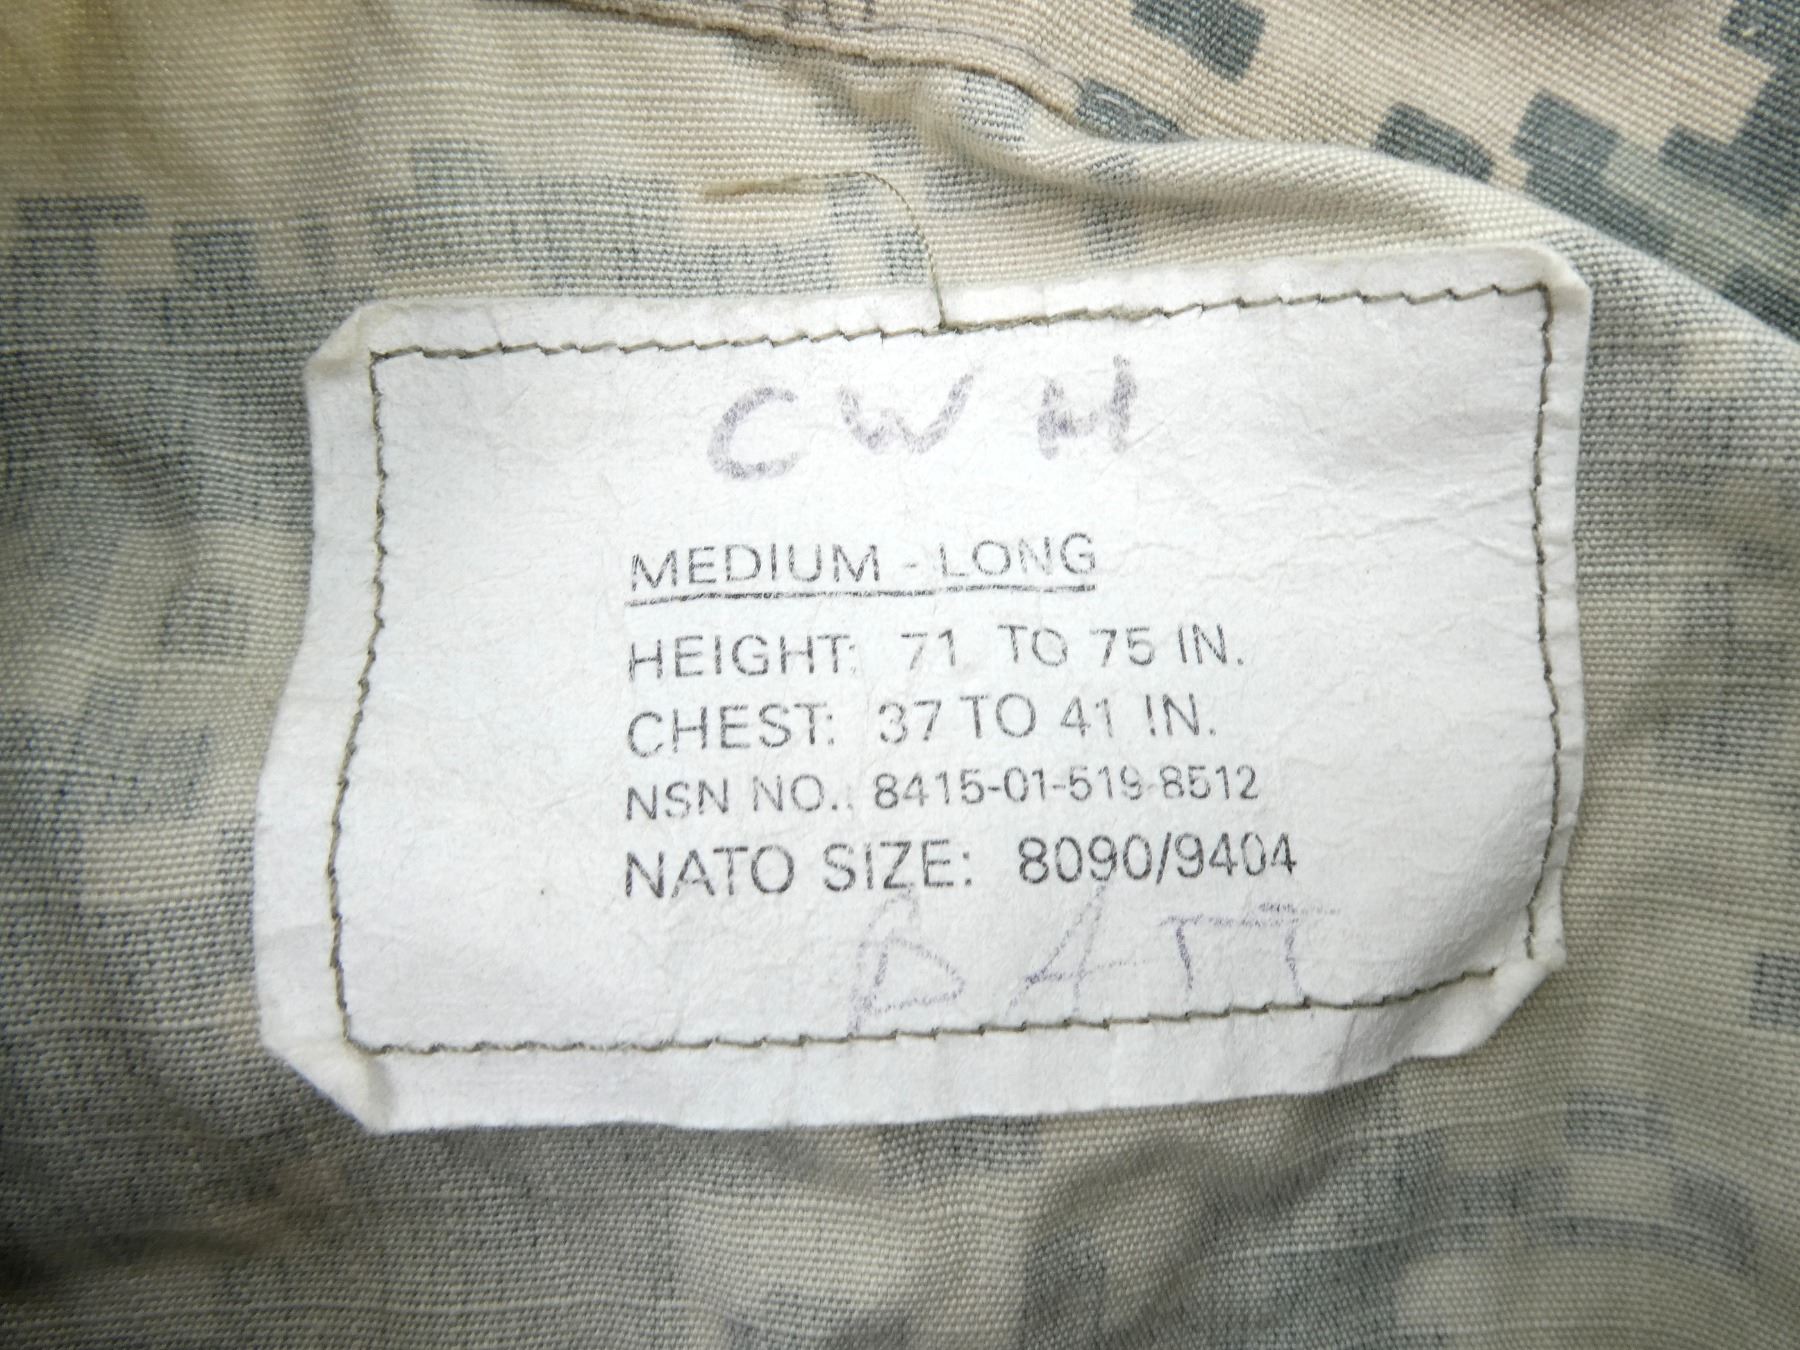 CWH
MEDIUM - LONG
HEIGHT: 71 TO 75 IN.
CHEST: 37 TO 41 IN.
NSN NO.: 8415-01-519-8512
NATO SIZE: 8090/9404